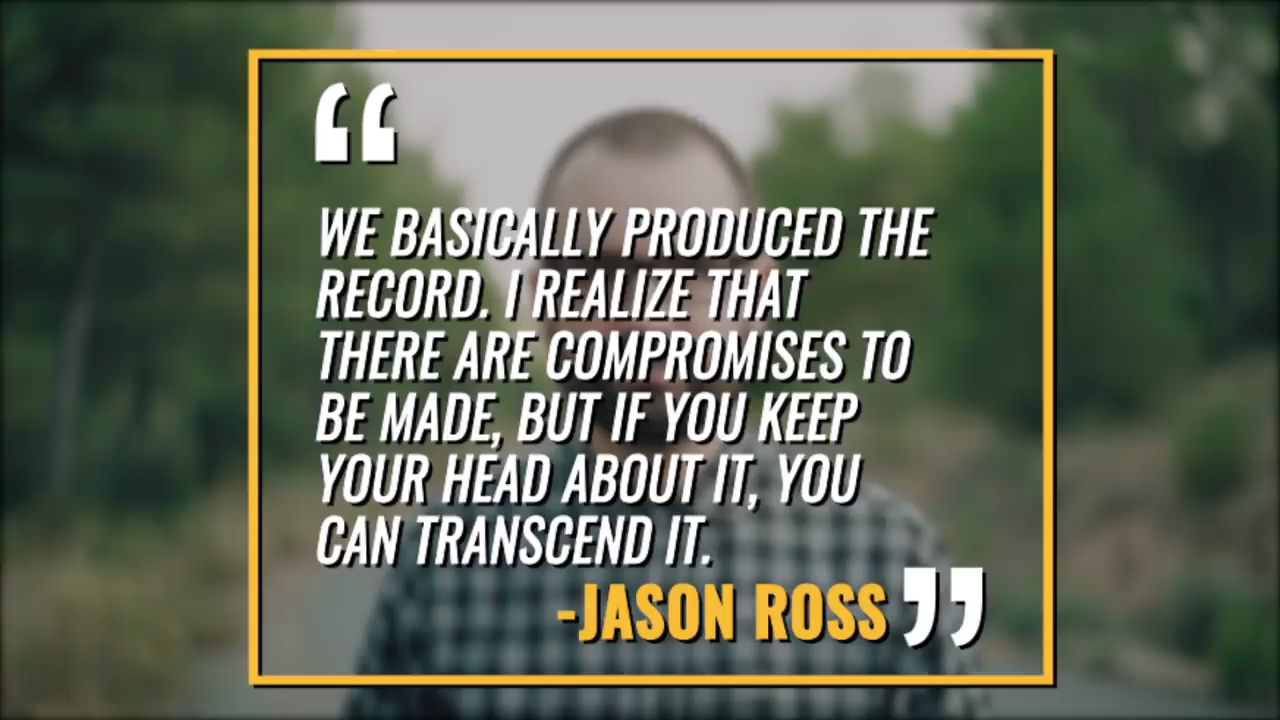 “
WE BASICALLY PRODUCED THE
RECORD. I REALIZE THAT
THERE ARE COMPROMISES TO
BE MADE, BUT IF YOU KEEP
YOUR HEAD ABOUT IT, YOU
CAN TRANSCEND IT.
-JASON ROSS ”